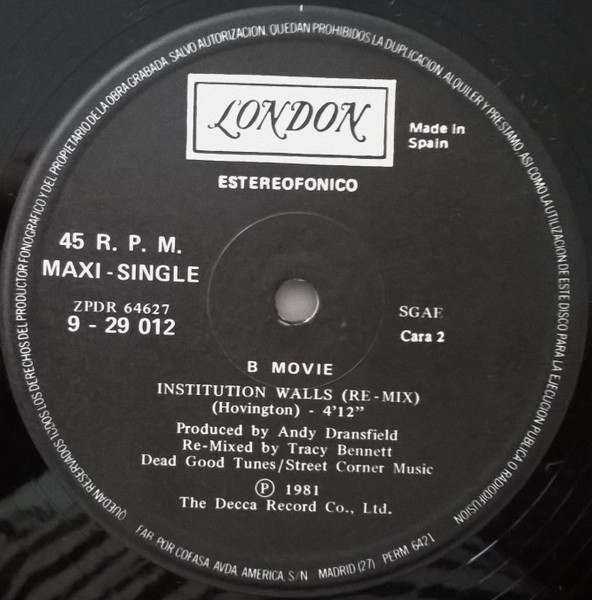 QUEDAN RESERVADOS TODOS LOS DERECHOS DEL PRODUCTOR FONOGRAFICO Y DEL PROPIETARIO DE LA OBRA GRABADA. SALVO AUTORIZACION, QUEDAN PROHIBIDOS LA DUPLICACION, ALQUILER Y PRESTAMO, ASI COMO LA UTILIZACION DE ESTE DISCO PARA LA EJECUCION PUBLICA O RADIODIFUSION
LONDON
Made in
Spain
ESTEREOFONICO
45 R. P. M.
MAXI-SINGLE
ZPDR 64627
9 - 29 012
SGAE
Cara 2
B MOVIE
INSTITUTION WALLS (RE-MIX)
(Hovington) - 4'12"
Produced by Andy Dransfield
Re-Mixed by Tracy Bennett
Dead Good Tunes/Street Corner Music
Ⓟ 1981
The Decca Record Co., Ltd.
FAB. POR COFASA AVDA. AMERICA, S/N MADRID (27) PERM. 6421